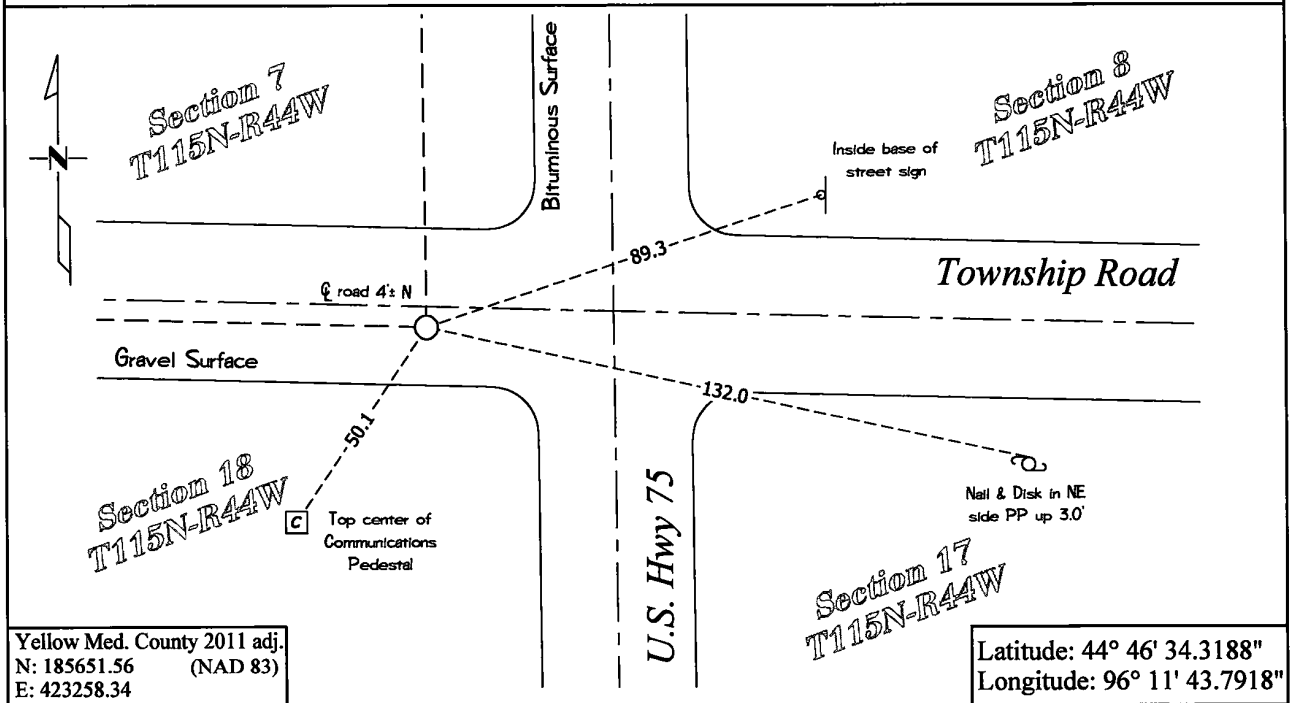 Section 7
T115N-R44W
Bituminous Surface
Section 8
T115N-R44W
N
Inside base of
street sign
89.3
Township Road
℄ road 4'± N
Gravel Surface
132.0
50.1
Section 18
T115N-R44W
C
Top center of
Communications
Pedestal
U.S. Hwy 75
Nail & Disk in NE
side PP up 3.0'
Section 17
T115N-R44W
Yellow Med. County 2011 adj.
N: 185651.56 (NAD 83)
E: 423258.34
Latitude: 44° 46' 34.3188"
Longitude: 96° 11' 43.7918"